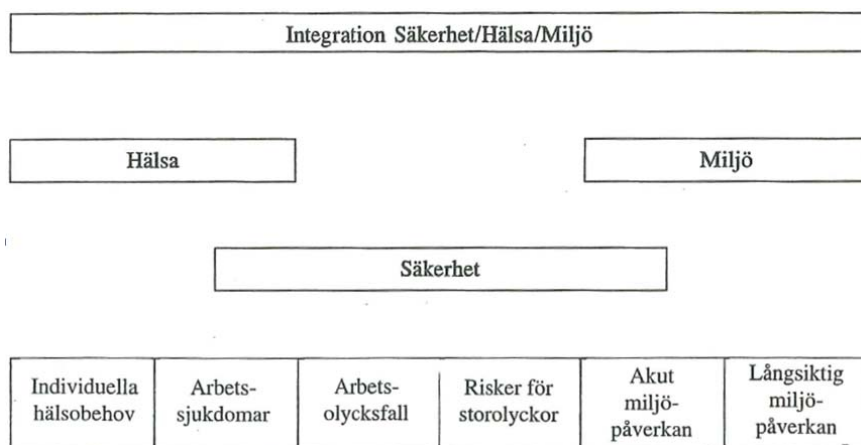 Integration Säkerhet/Hälsa/Miljö
Hälsa
Miljö
Säkerhet
Individuella
hälsobehov
Arbets-
sjukdomar
Arbets-
olycksfall
Risker för
storolyckor
Akut
miljö-
påverkan
Långsiktig
miljö-
påverkan